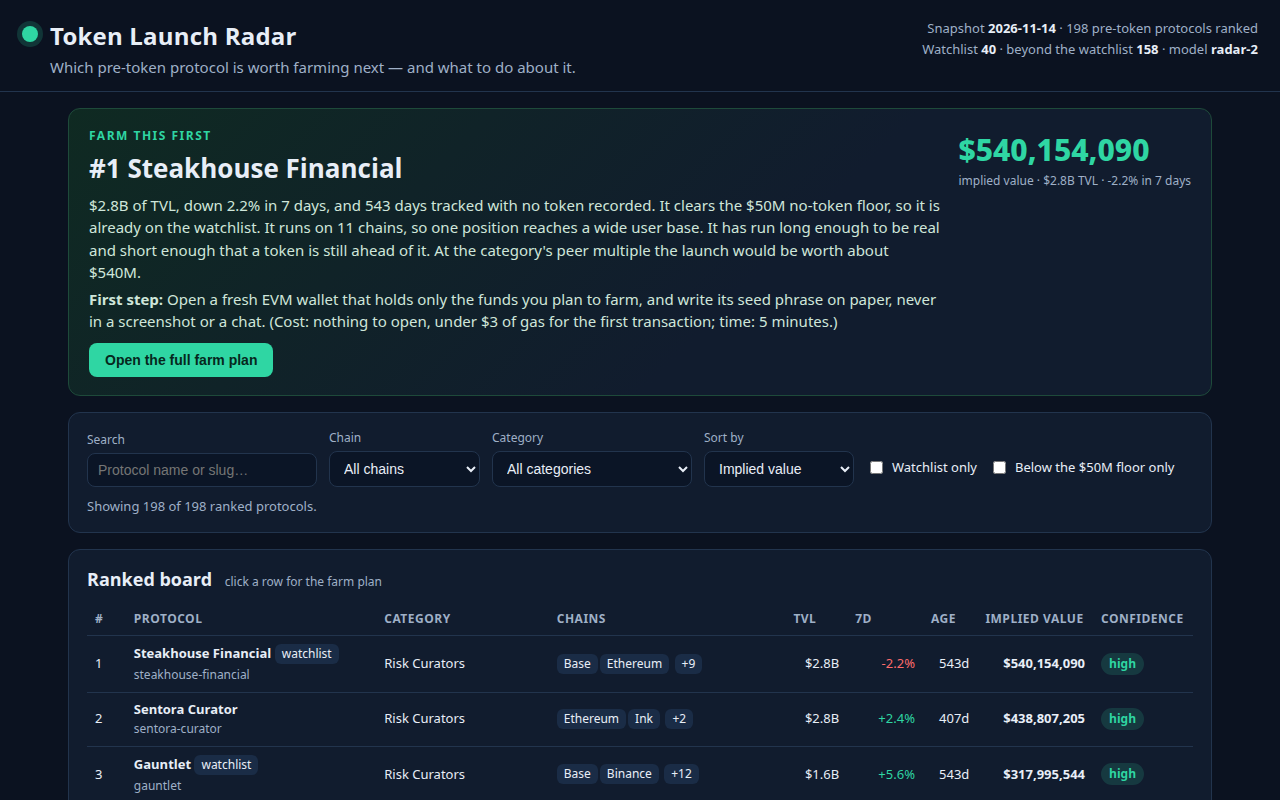 Token Launch Radar
Which pre-token protocol is worth farming next — and what to do about it.
Snapshot 2026-11-14 · 198 pre-token protocols ranked
Watchlist 40 · beyond the watchlist 158 · model radar-2
FARM THIS FIRST
#1 Steakhouse Financial
$2.8B of TVL, down 2.2% in 7 days, and 543 days tracked with no token recorded. It clears the $50M no-token floor, so it is
already on the watchlist. It runs on 11 chains, so one position reaches a wide user base. It has run long enough to be real
and short enough that a token is still ahead of it. At the category's peer multiple the launch would be worth about
$540M.
First step: Open a fresh EVM wallet that holds only the funds you plan to farm, and write its seed phrase on paper, never
in a screenshot or a chat. (Cost: nothing to open, under $3 of gas for the first transaction; time: 5 minutes.)
Open the full farm plan
$540,154,090
implied value · $2.8B TVL · -2.2% in 7 days
Search
Protocol name or slug…
Chain
All chains
Category
All categories
Sort by
Implied value
Watchlist only
Below the $50M floor only
Showing 198 of 198 ranked protocols.
Ranked board click a row for the farm plan
# PROTOCOL CATEGORY CHAINS TVL 7D AGE IMPLIED VALUE CONFIDENCE
1 Steakhouse Financial watchlist Risk Curators Base Ethereum +9 $2.8B -2.2% 543d $540,154,090 high
steakhouse-financial
2 Sentora Curator Risk Curators Ethereum Ink +2 $2.8B +2.4% 407d $438,807,205 high
sentora-curator
3 Gauntlet watchlist Risk Curators Base Binance +12 $1.6B +5.6% 543d $317,995,544 high
gauntlet